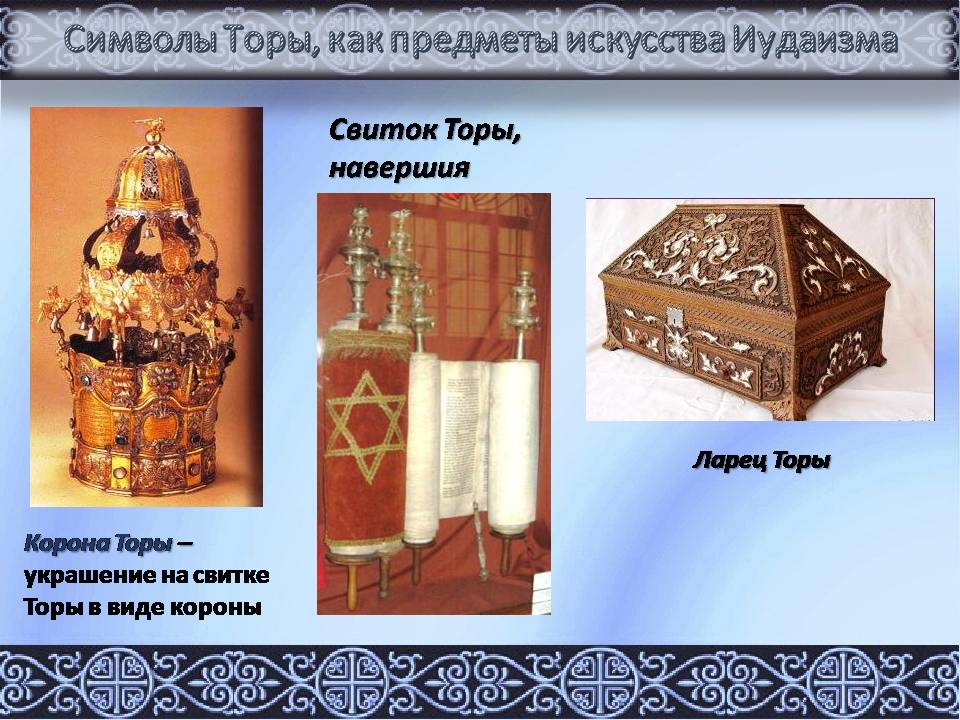 Символы Торы, как предметы искусства Иудаизма
Свиток Торы,
навершия
Ларец Торы
Корона Торы –
украшение на свитке
Торы в виде короны